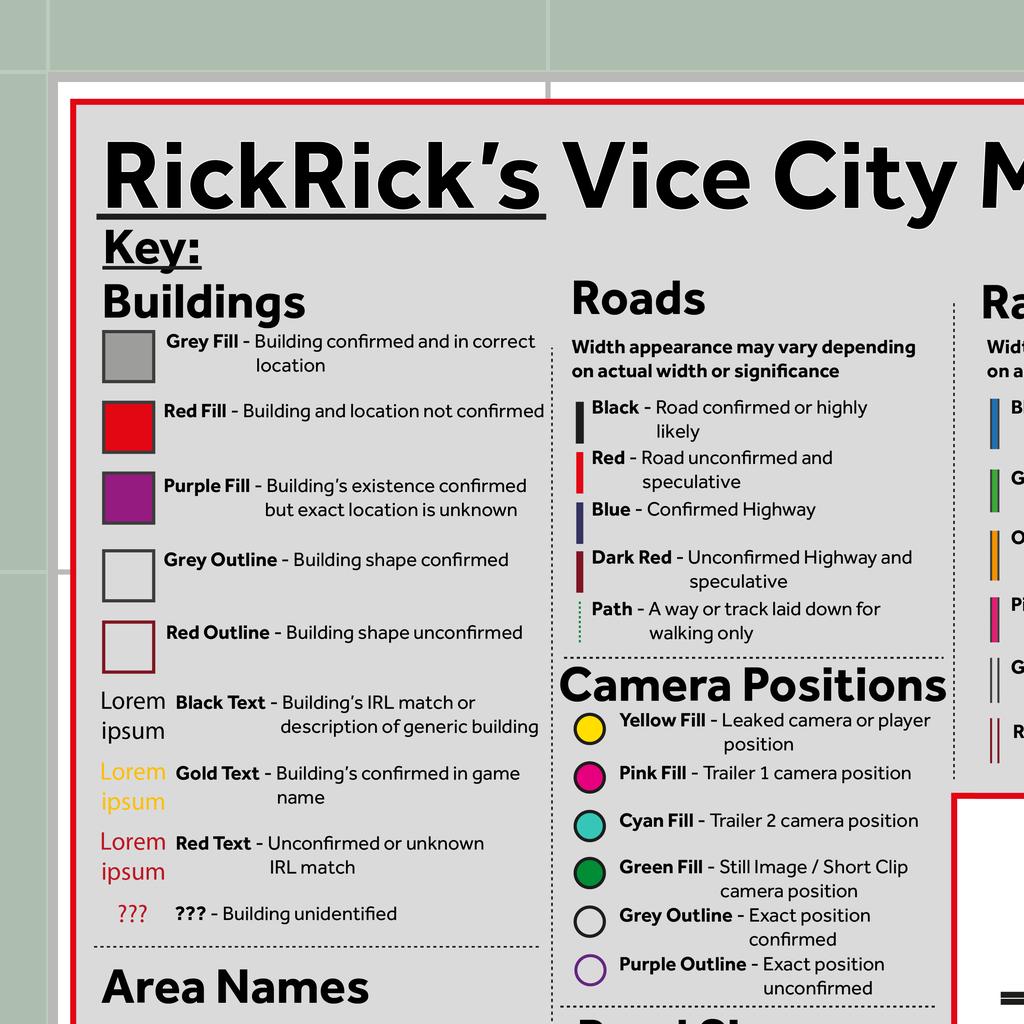 RickRick's Vice City M
Key:
Buildings
Grey Fill - Building confirmed and in correct
location
Red Fill - Building and location not confirmed
Purple Fill - Building's existence confirmed
but exact location is unknown
Grey Outline - Building shape confirmed
Red Outline - Building shape unconfirmed
Lorem
ipsum
Black Text - Building's IRL match or
description of generic building
Lorem
ipsum
Gold Text - Building's confirmed in game
name
Lorem
ipsum
Red Text - Unconfirmed or unknown
IRL match
???
??? - Building unidentified
Area Names
Roads
Width appearance may vary depending
on actual width or significance
Black - Road confirmed or highly
likely
Red - Road unconfirmed and
speculative
Blue - Confirmed Highway
Dark Red - Unconfirmed Highway and
speculative
Path - A way or track laid down for
walking only
Camera Positions
Yellow Fill - Leaked camera or player
position
Pink Fill - Trailer 1 camera position
Cyan Fill - Trailer 2 camera position
Green Fill - Still Image / Short Clip
camera position
Grey Outline - Exact position
confirmed
Purple Outline - Exact position
unconfirmed
Ra
Widt
on a
Bl
G
O
Pi
G
R